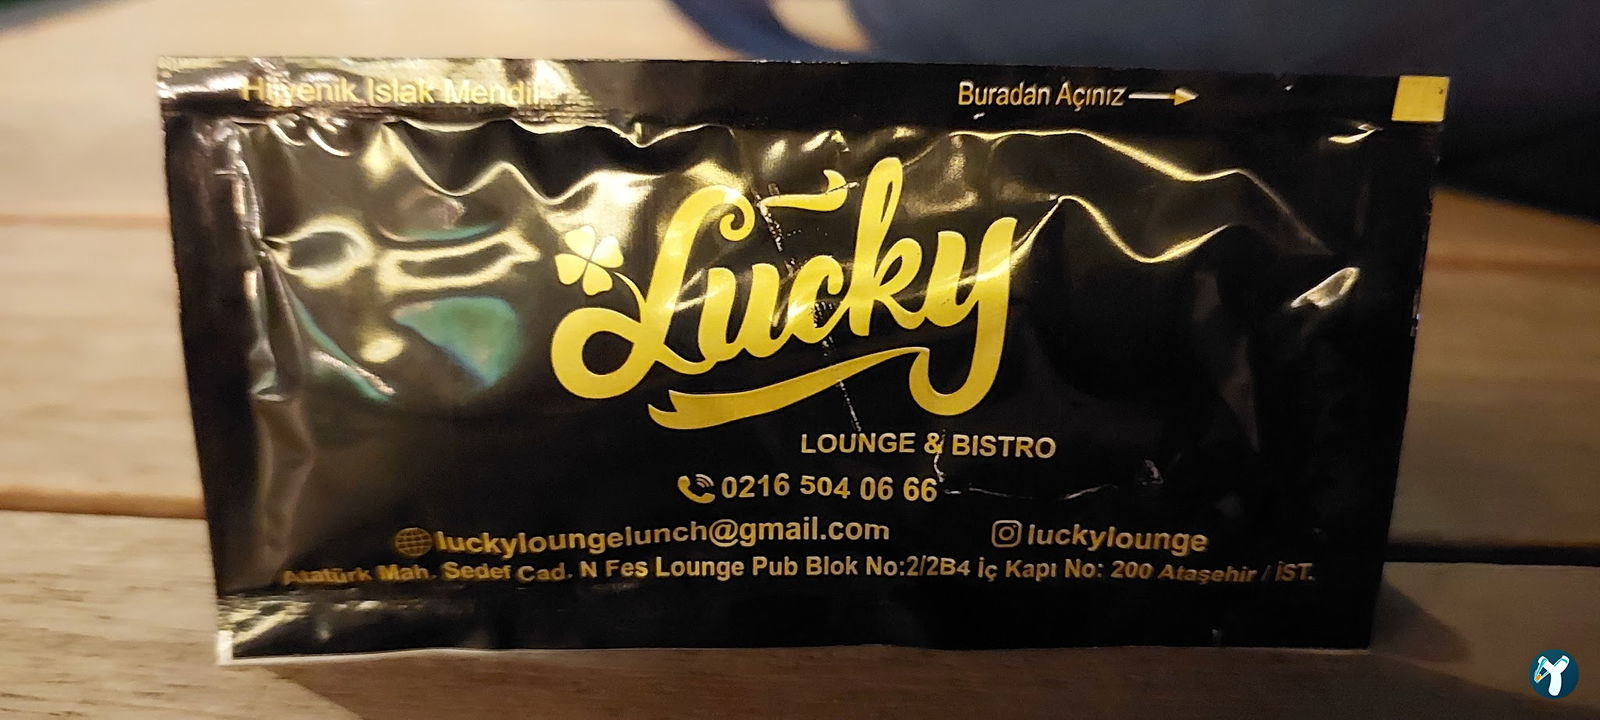 Hijyenik Islak Mendil
Buradan Açınız
Lucky
LOUNGE & BISTRO
0216 504 06 66
luckyloungelunch@gmail.com
luckylounge
Atatürk Mah. Sedef Cad. N Fes Lounge Pub Blok No:2/2B4 İç Kapı No: 200 Ataşehir / İST.